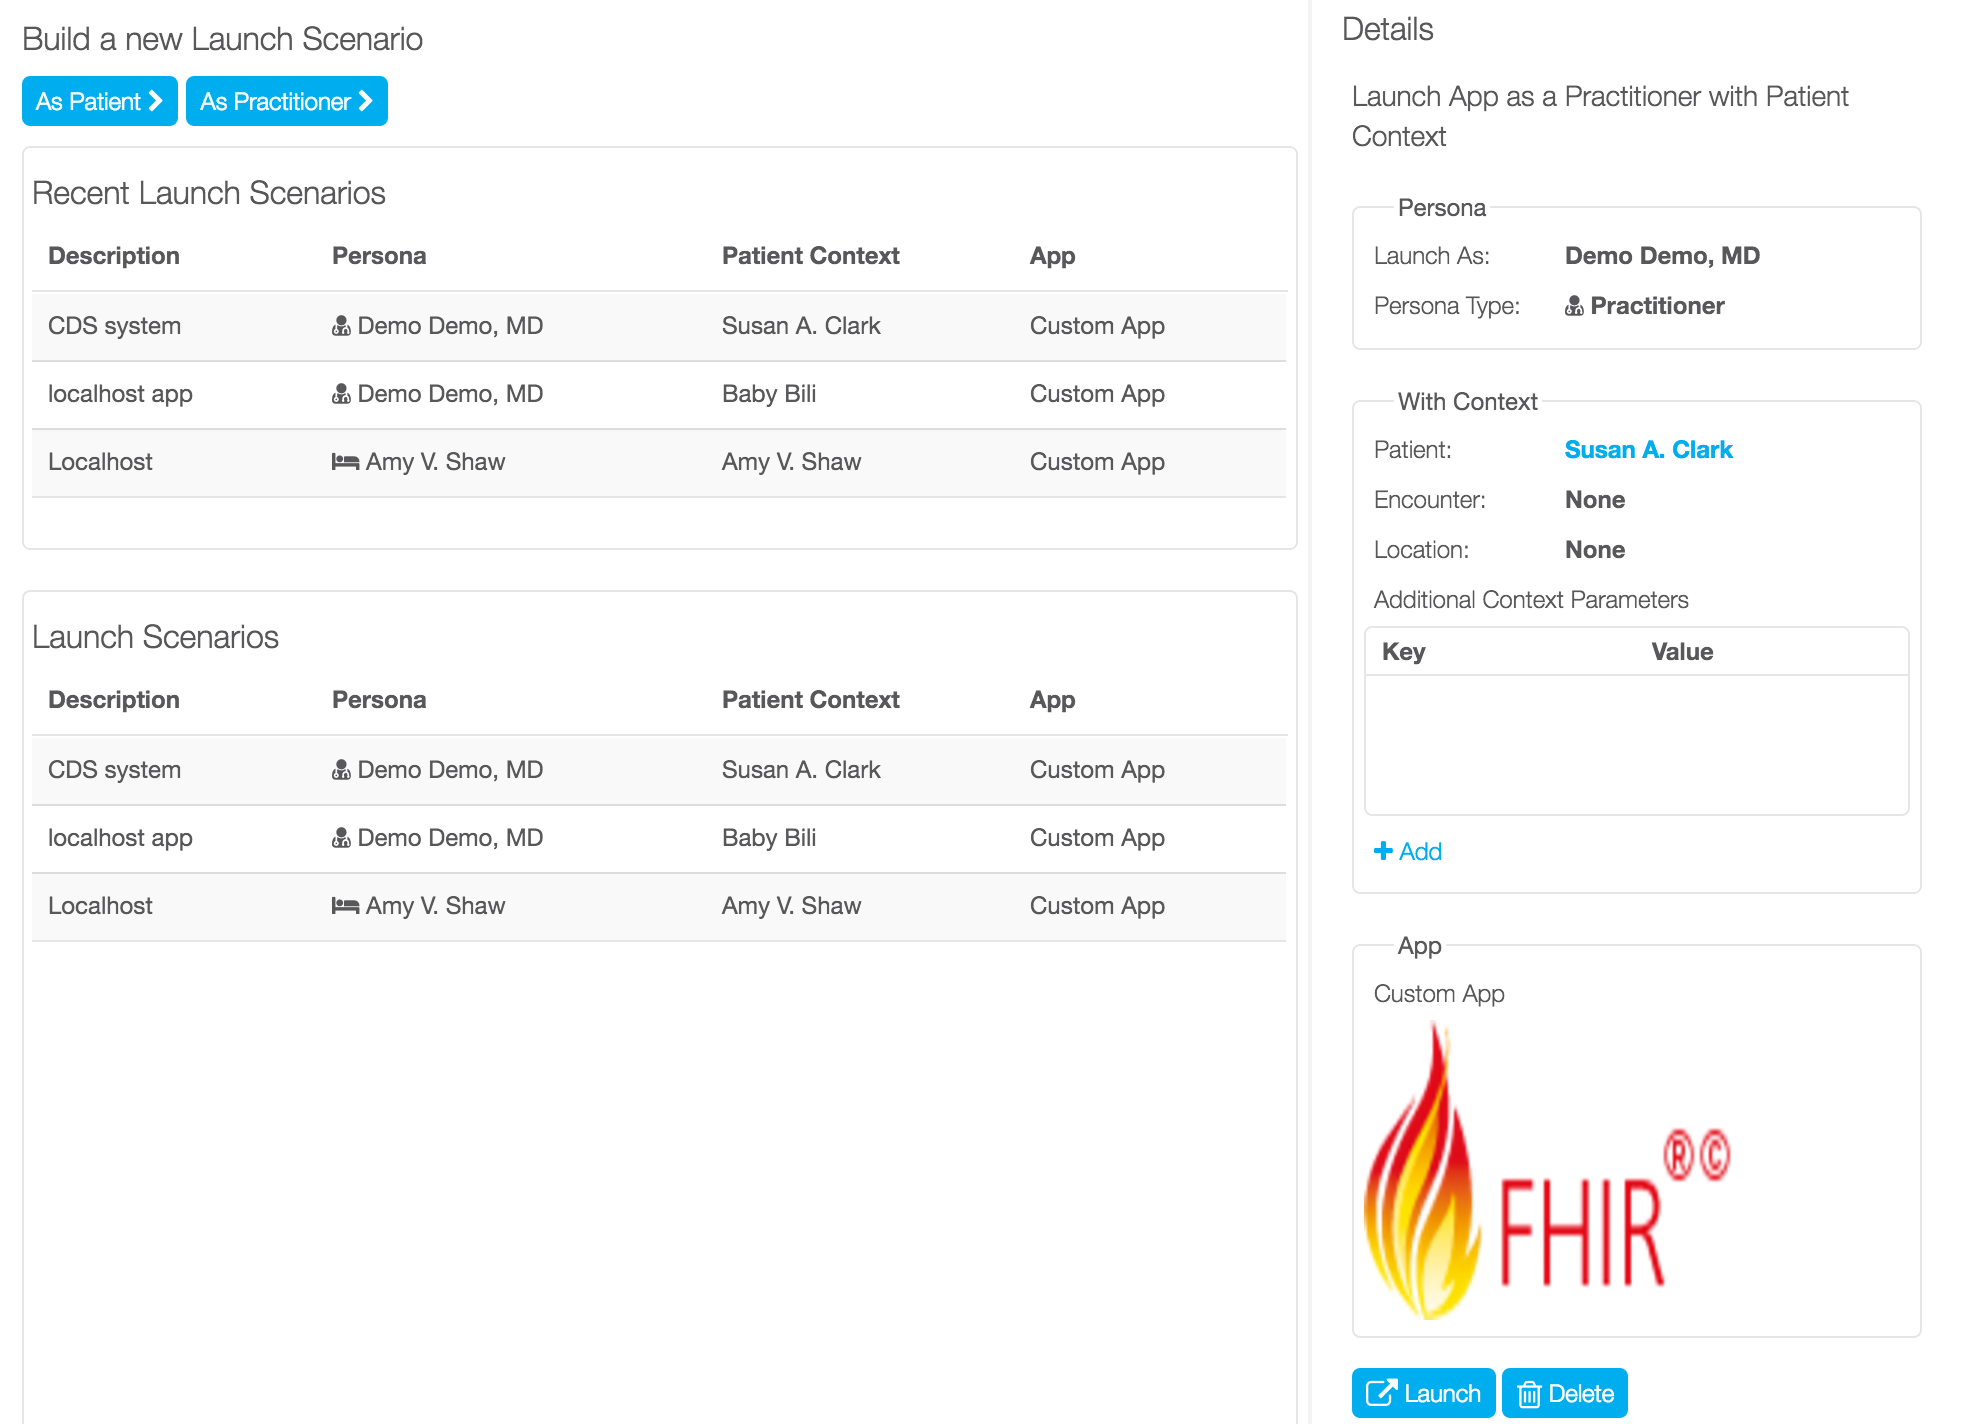 Build a new Launch Scenario
As Patient
As Practitioner
Recent Launch Scenarios
Description Persona Patient Context App
CDS system Demo Demo, MD Susan A. Clark Custom App
localhost app Demo Demo, MD Baby Bili Custom App
Localhost Amy V. Shaw Amy V. Shaw Custom App
Launch Scenarios
Description Persona Patient Context App
CDS system Demo Demo, MD Susan A. Clark Custom App
localhost app Demo Demo, MD Baby Bili Custom App
Localhost Amy V. Shaw Amy V. Shaw Custom App
Details
Launch App as a Practitioner with Patient
Context
Persona
Launch As: Demo Demo, MD
Persona Type: Practitioner
With Context
Patient: Susan A. Clark
Encounter: None
Location: None
Additional Context Parameters
Key Value
Add
App
Custom App
FHIR®©
Launch
Delete